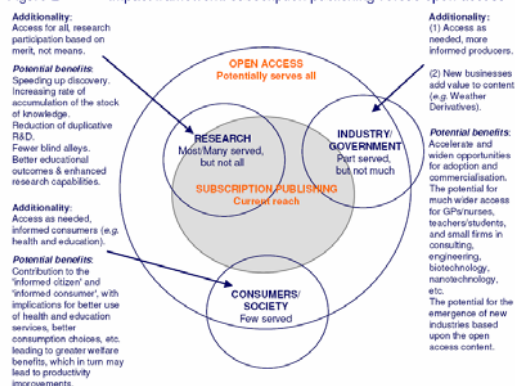 Additionality:
Access for all, research
participation based on
merit, not means.
Potential benefits:
Speeding up discovery.
Increasing rate of
accumulation of the stock
of knowledge.
Reduction of duplicative
R&D.
Fewer blind alleys.
Better educational
outcomes & enhanced
research capabilities.
Additionality:
Access as needed,
informed consumers (e.g.
health and education).
Potential benefits:
Contribution to the
'informed citizen' and
'informed consumer', with
implications for better use
of health and education
services, better
consumption choices, etc.
leading to greater welfare
benefits, which in turn may
lead to productivity
improvements.
OPEN ACCESS
Potentially serves all
RESEARCH
Most/Many served,
but not all
INDUSTRY/
GOVERNMENT
Part served,
but not much
SUBSCRIPTION PUBLISHING
Current reach
CONSUMERS/
SOCIETY
Few served
Additionality:
(1) Access as
needed, more
informed producers.
(2) New businesses
add value to content
(e.g. Weather
Derivatives).
Potential benefits:
Accelerate and
widen opportunities
for adoption and
commercialisation.
The potential for
much wider access
for GPs/nurses,
teachers/students,
and small firms in
consulting,
engineering,
biotechnology,
nanotechnology,
etc.
The potential for the
emergence of new
industries based
upon the open
access content.